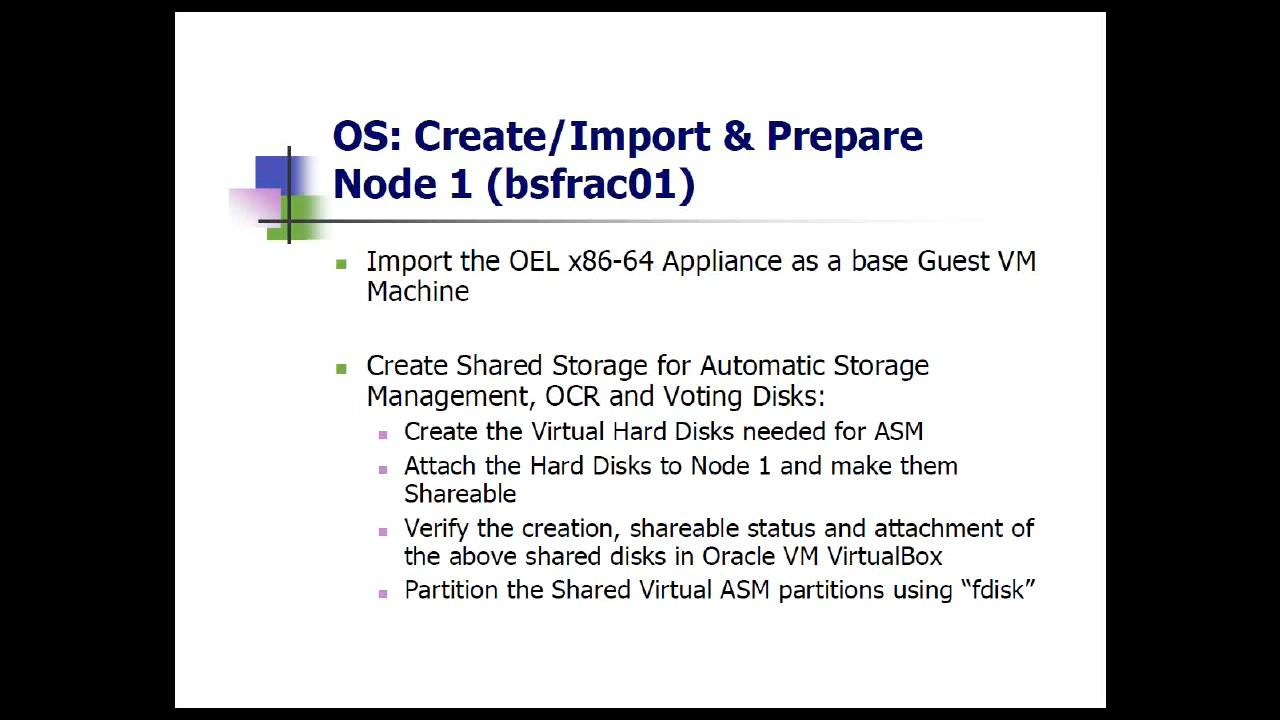 OS: Create/Import & Prepare
Node 1 (bsfrac01)
Import the OEL x86-64 Appliance as a base Guest VM
Machine
Create Shared Storage for Automatic Storage
Management, OCR and Voting Disks:
Create the Virtual Hard Disks needed for ASM
Attach the Hard Disks to Node 1 and make them
Shareable
Verify the creation, shareable status and attachment of
the above shared disks in Oracle VM VirtualBox
Partition the Shared Virtual ASM partitions using “fdisk”